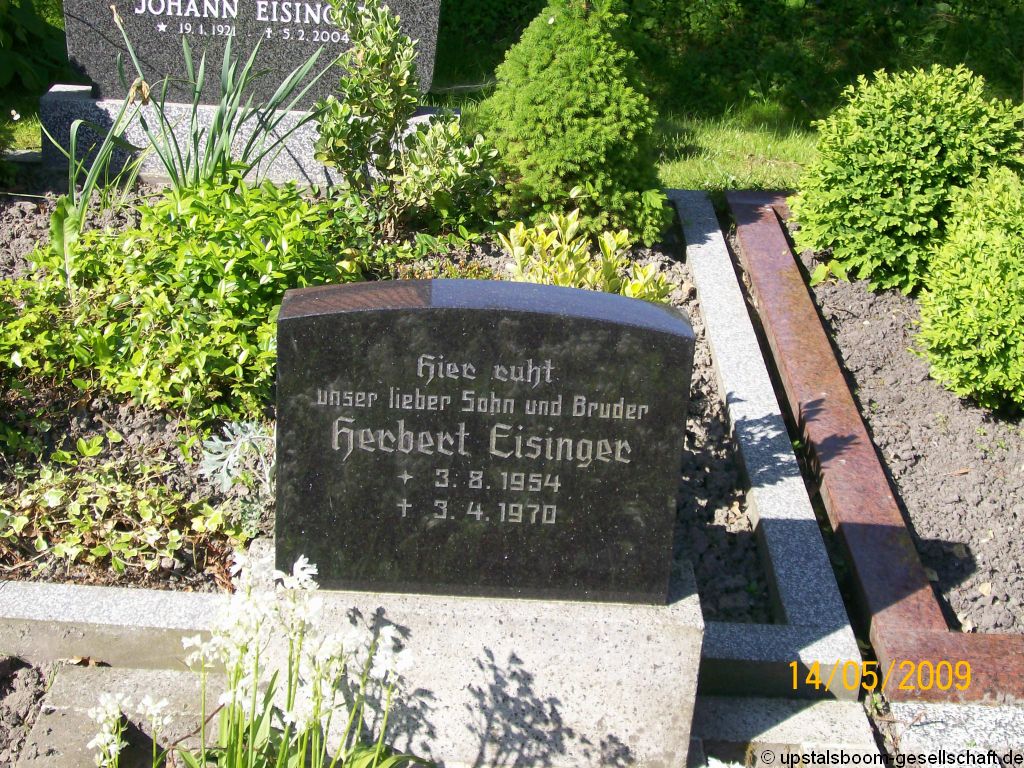 JOHANN EISINGER
* 19.1.1921 ✝ 5.2.2004
Hier ruht
unser lieber Sohn und Bruder
Herbert Eisinger
* 3.8.1954
✝ 3.4.1970
14/05/2009
© upstalsboom-gesellschaft.de